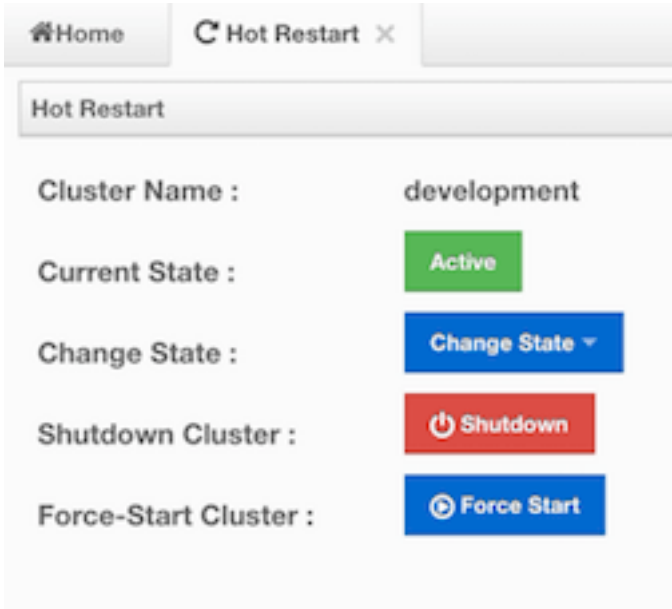 Home
Hot Restart
Hot Restart
Cluster Name : development
Current State : Active
Change State : Change State
Shutdown Cluster : Shutdown
Force-Start Cluster : Force Start